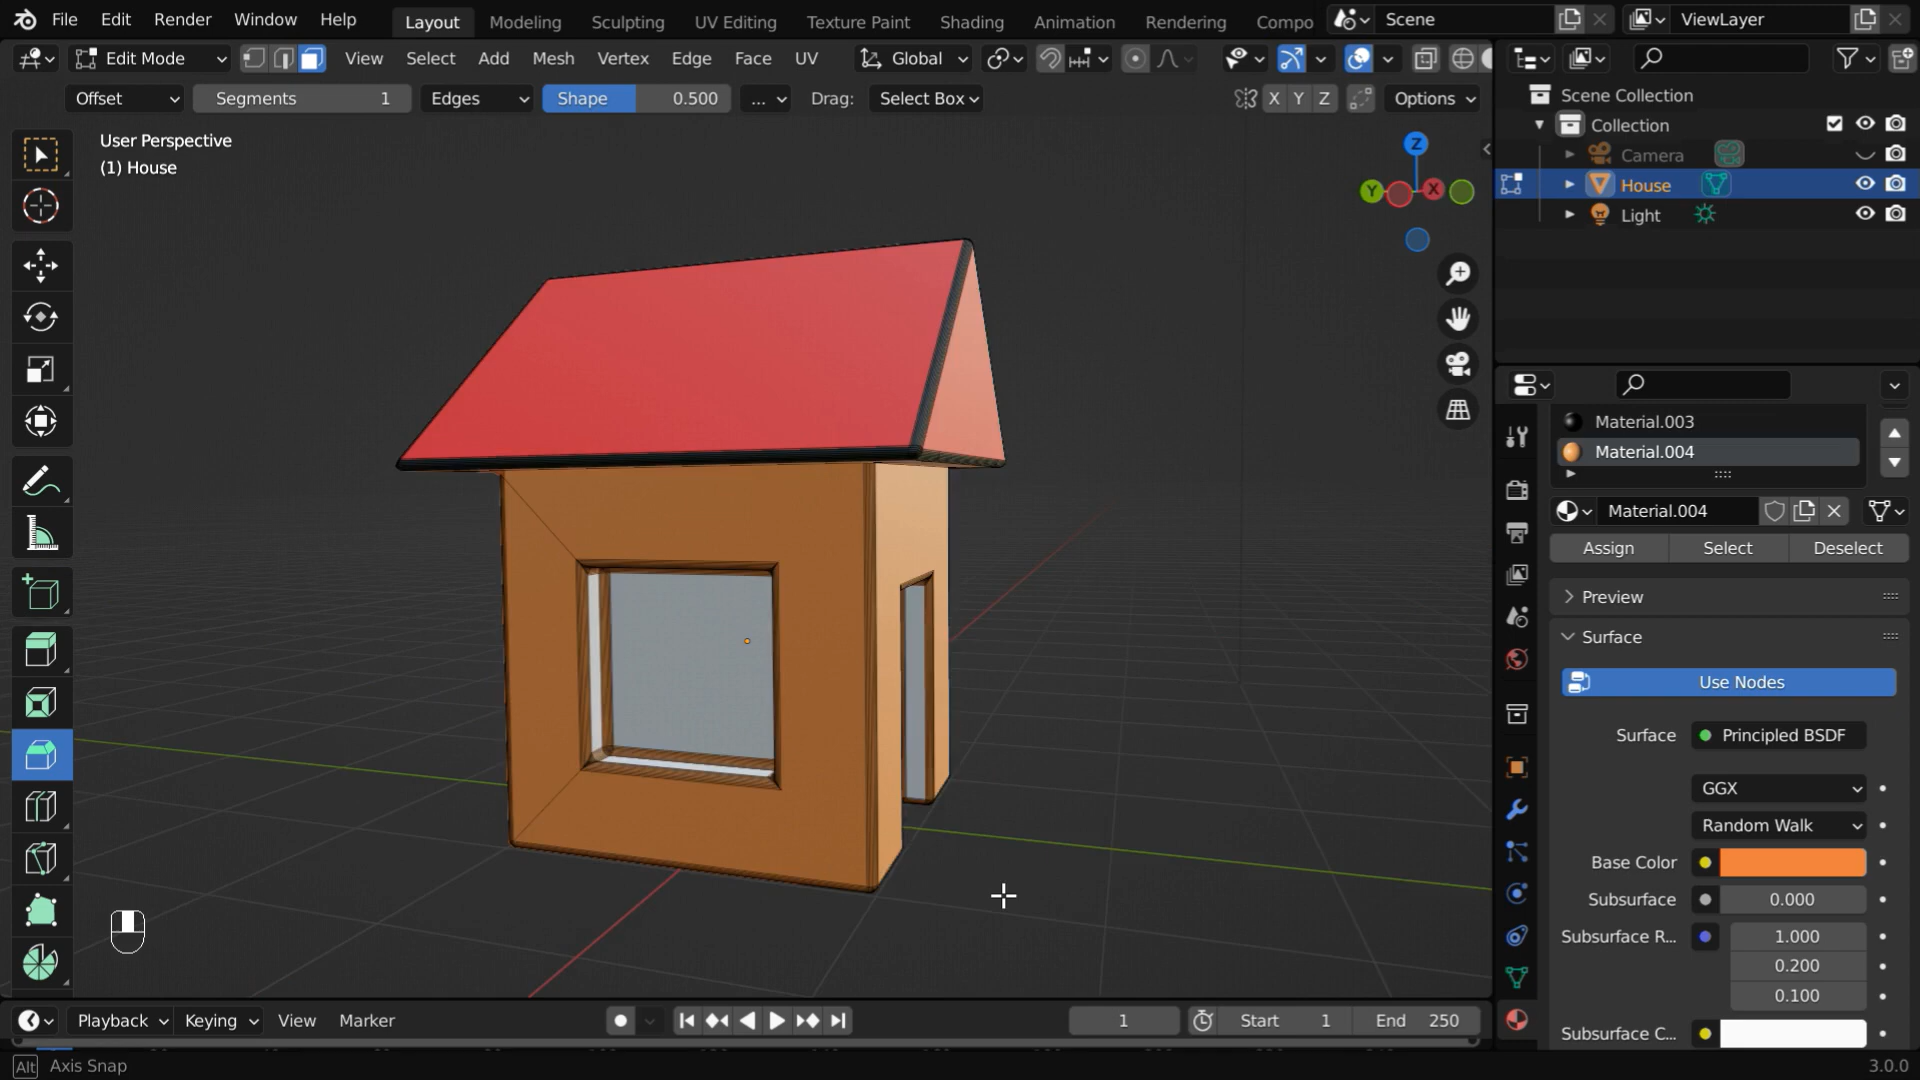 File Edit Render Window Help Layout Modeling Sculpting UV Editing Texture Paint Shading Animation Rendering Compo Scene ViewLayer
Edit Mode View Select Add Mesh Vertex Edge Face UV Global
Offset Segments 1 Edges Shape 0.500 ... Drag: Select Box X Y Z Options
User Perspective
(1) House
Z
Y X
Scene Collection
Collection
Camera
House
Light
Material.003
Material.004
Material.004
Assign Select Deselect
Preview
Surface
Use Nodes
Surface Principled BSDF
GGX
Random Walk
Base Color
Subsurface 0.000
Subsurface R... 1.000
0.200
0.100
Subsurface C...
Playback Keying View Marker 1 Start 1 End 250
Alt Axis Snap 3.0.0